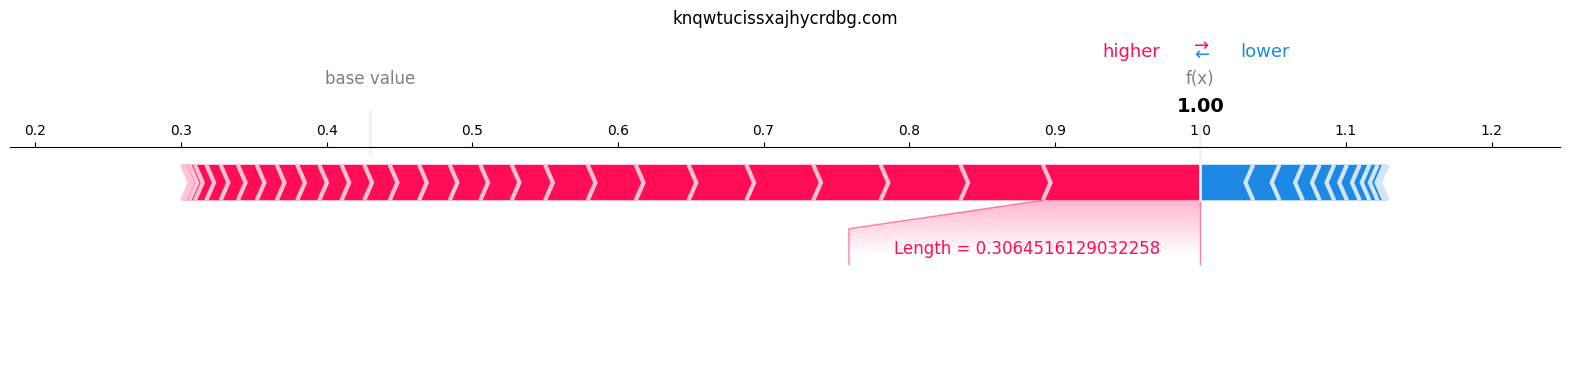 knqwtucissxajhycrdbg.com
higher ⇄ lower
base value f(x)
1.00
0.2 0.3 0.4 0.5 0.6 0.7 0.8 0.9 1.0 1.1 1.2
Length = 0.3064516129032258